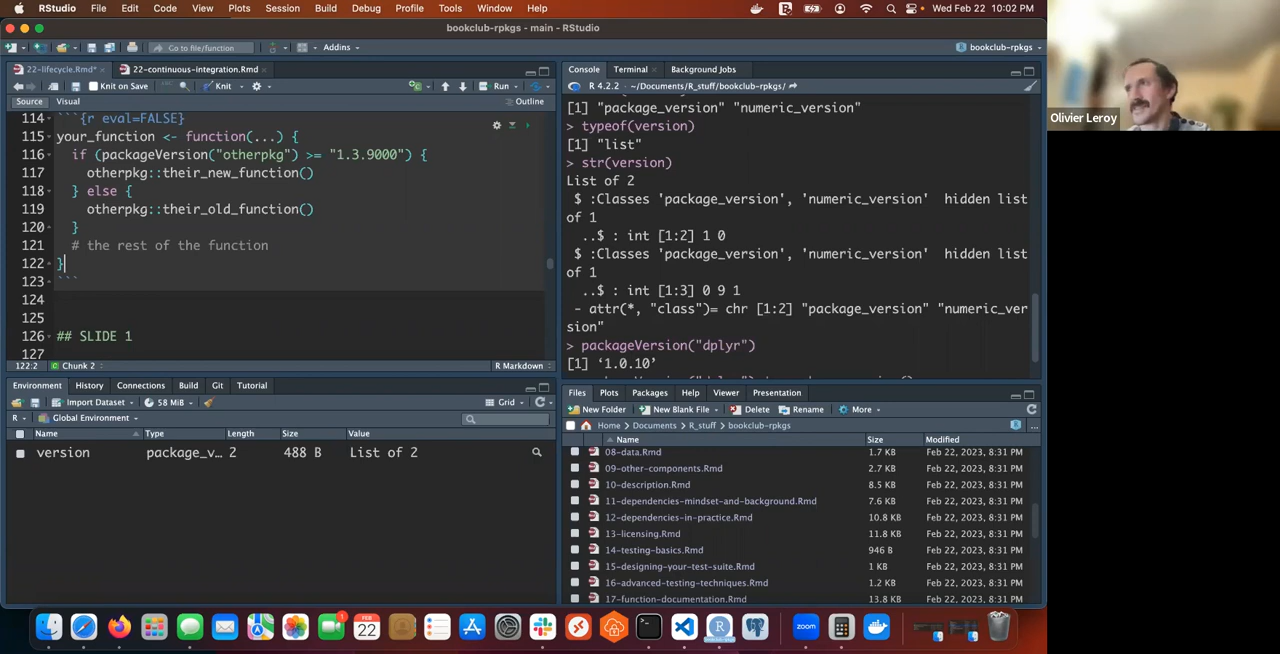 RStudio File Edit Code View Plots Session Build Debug Profile Tools Window Help Wed Feb 22 10:02 PM
bookclub-rpkgs - main - RStudio
Go to file/function Addins bookclub-rpkgs
22-lifecycle.Rmd* 22-continuous-integration.Rmd
Knit on Save Knit Run
Source Visual Outline
114 ```{r eval=FALSE}
115 your_function <- function(...) {
116 if (packageVersion("otherpkg") >= "1.3.9000") {
117 otherpkg::their_new_function()
118 } else {
119 otherpkg::their_old_function()
120 }
121 # the rest of the function
122 }
123 ```
124
125
126 ## SLIDE 1
127
122:2 Chunk 2 R Markdown
Console Terminal Background Jobs
R 4.2.2 · ~/Documents/R_stuff/bookclub-rpkgs/
[1] "package_version" "numeric_version"
> typeof(version)
[1] "list"
> str(version)
List of 2
$ :Classes 'package_version', 'numeric_version' hidden list
of 1
..$ : int [1:2] 1 0
$ :Classes 'package_version', 'numeric_version' hidden list
of 1
..$ : int [1:3] 0 9 1
- attr(*, "class")= chr [1:2] "package_version" "numeric_ver
sion"
> packageVersion("dplyr")
[1] ‘1.0.10’
Environment History Connections Build Git Tutorial
Import Dataset 58 MiB Grid
R Global Environment
Name Type Length Size Value
version package_v... 2 488 B List of 2
Files Plots Packages Help Viewer Presentation
New Folder New Blank File Delete Rename More
Home Documents R_stuff bookclub-rpkgs ...
Name Size Modified
08-data.Rmd 1.7 KB Feb 22, 2023, 8:31 PM
09-other-components.Rmd 2.7 KB Feb 22, 2023, 8:31 PM
10-description.Rmd 8.5 KB Feb 22, 2023, 8:31 PM
11-dependencies-mindset-and-background.Rmd 7.6 KB Feb 22, 2023, 8:31 PM
12-dependencies-in-practice.Rmd 10.8 KB Feb 22, 2023, 8:31 PM
13-licensing.Rmd 11.8 KB Feb 22, 2023, 8:31 PM
14-testing-basics.Rmd 946 B Feb 22, 2023, 8:31 PM
15-designing-your-test-suite.Rmd 1 KB Feb 22, 2023, 8:31 PM
16-advanced-testing-techniques.Rmd 1.2 KB Feb 22, 2023, 8:31 PM
17-function-documentation.Rmd 13.8 KB Feb 22, 2023, 8:31 PM
Olivier Leroy
FEB
22
1
R
zoom